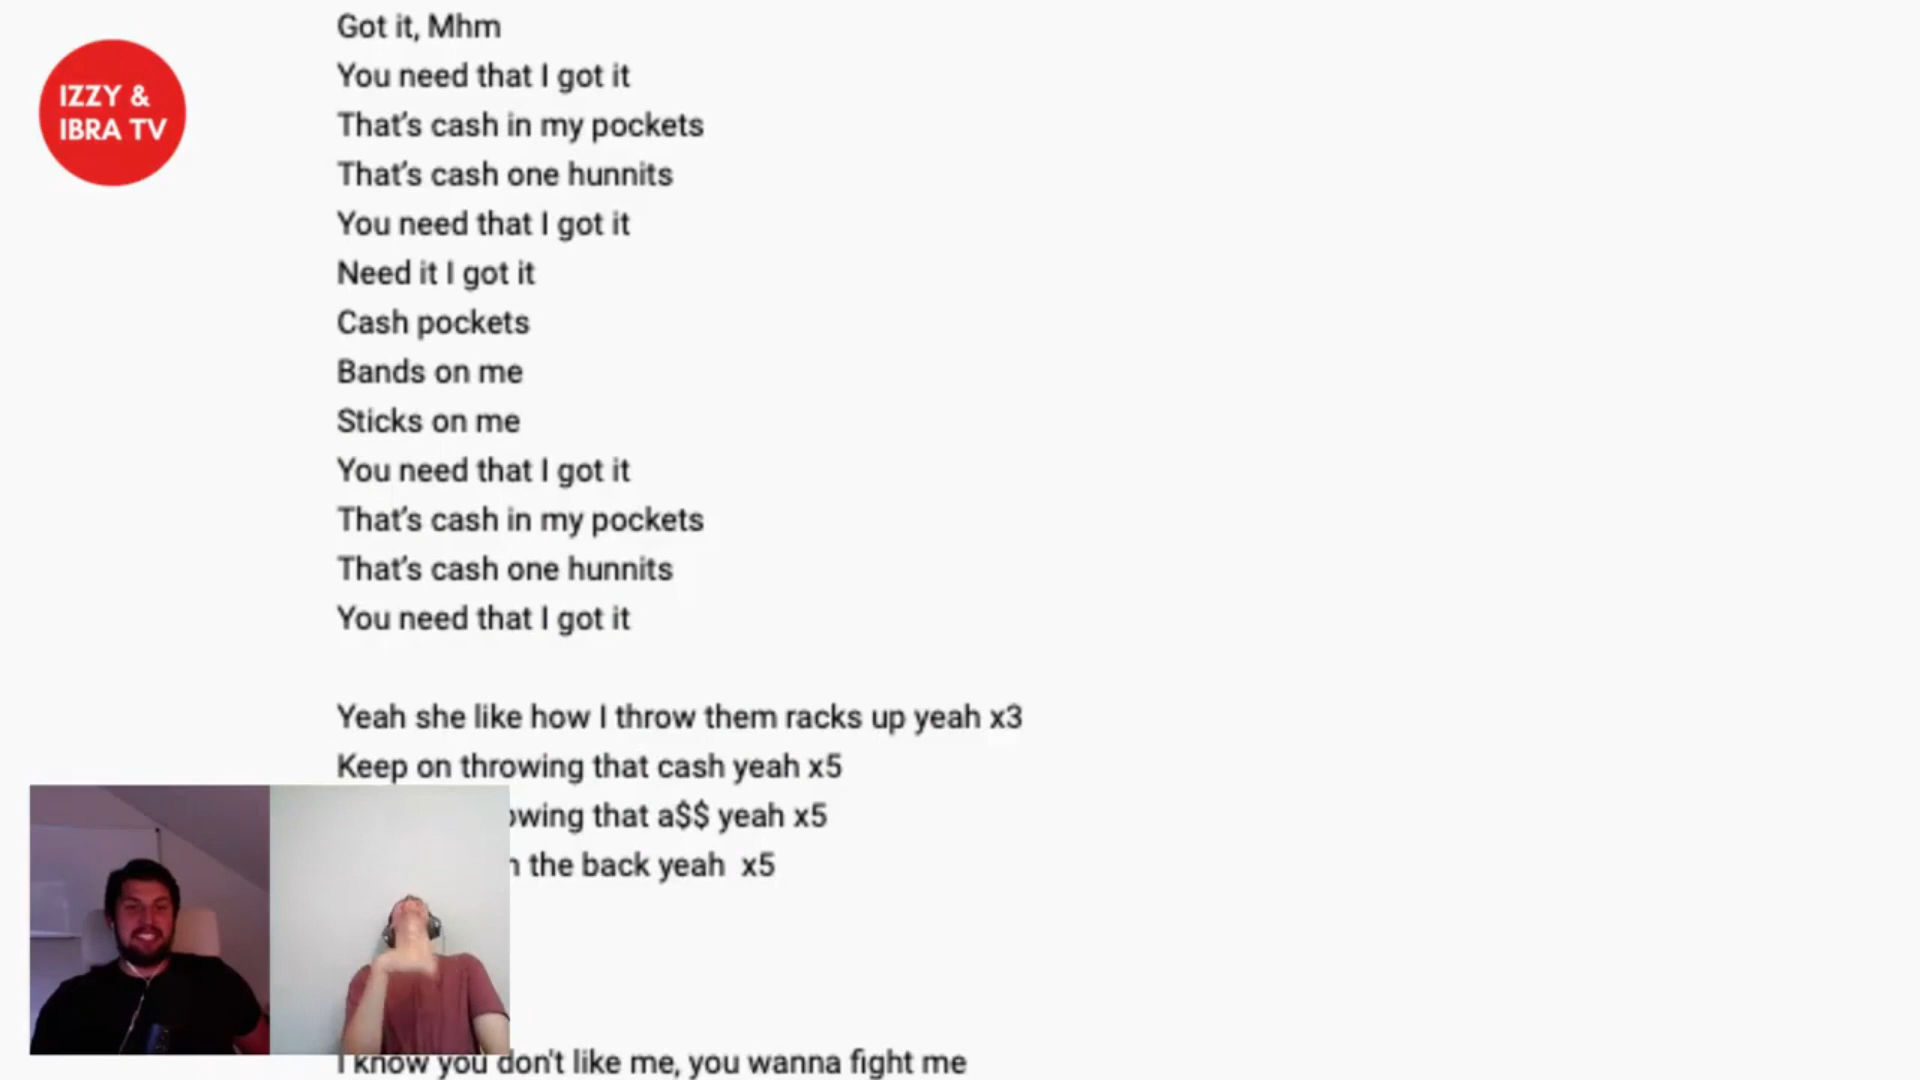 IZZY &
IBRA TV
Got it, Mhm
You need that I got it
That's cash in my pockets
That's cash one hunnits
You need that I got it
Need it I got it
Cash pockets
Bands on me
Sticks on me
You need that I got it
That's cash in my pockets
That's cash one hunnits
You need that I got it
Yeah she like how I throw them racks up yeah x3
Keep on throwing that cash yeah x5
that a$$ yeah x5
the back yeah x5
I know you don't like me, you wanna fight me